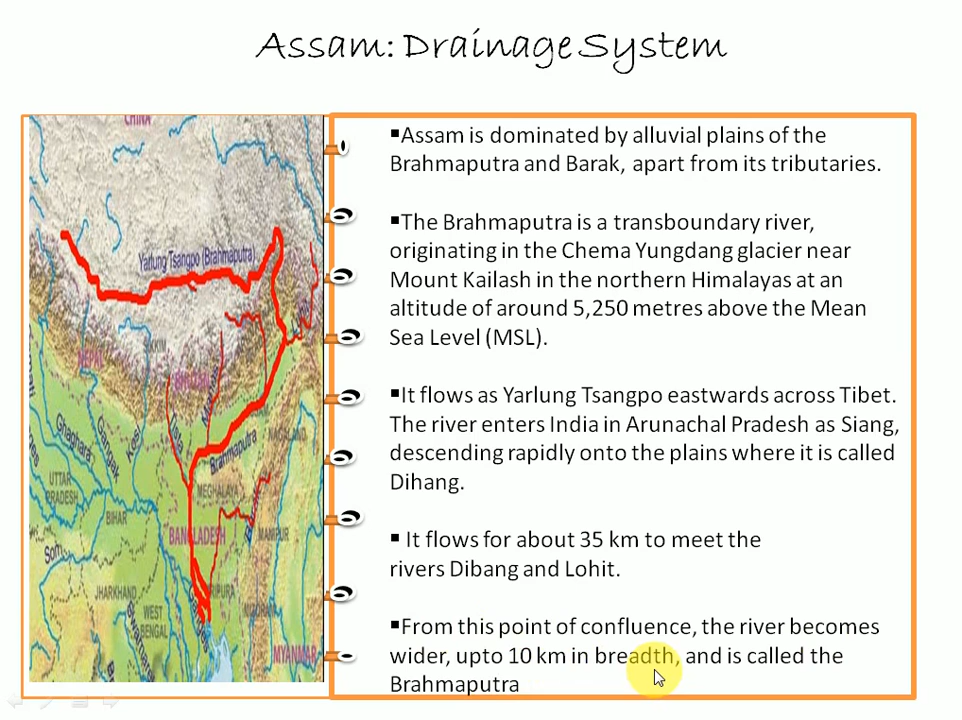 Assam: Drainage System
▪Assam is dominated by alluvial plains of the
Brahmaputra and Barak, apart from its tributaries.
▪The Brahmaputra is a transboundary river,
originating in the Chema Yungdang glacier near
Mount Kailash in the northern Himalayas at an
altitude of around 5,250 metres above the Mean
Sea Level (MSL).
▪It flows as Yarlung Tsangpo eastwards across Tibet.
The river enters India in Arunachal Pradesh as Siang,
descending rapidly onto the plains where it is called
Dihang.
▪ It flows for about 35 km to meet the
rivers Dibang and Lohit.
▪From this point of confluence, the river becomes
wider, upto 10 km in breadth, and is called the
Brahmaputra
CHINA
Yarlung Tsangpo (Brahmaputra)
NEPAL
Ghaghara
Gandak
Brahmaputra
UTTAR
PRADESH
MEGHALAYA
BIHAR
BANGLADESH
MANIPUR
JHARKHAND
WEST
BENGAL
MYANMAR